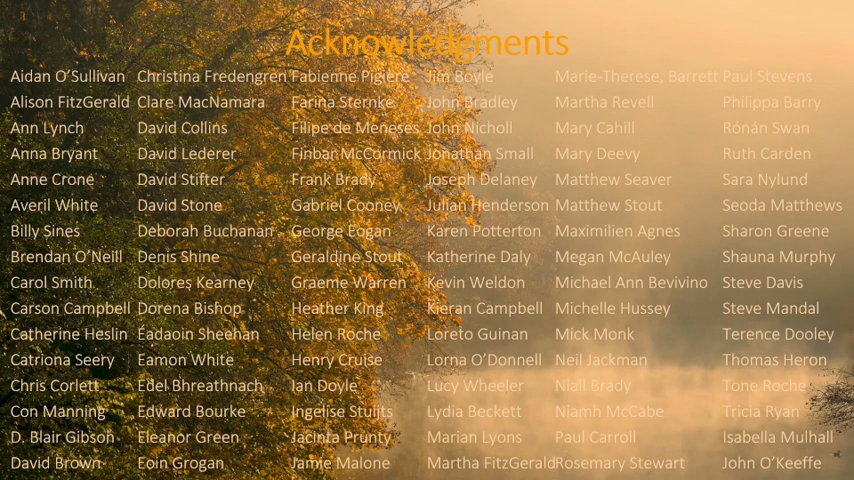 Acknowledgments
Aidan O'Sullivan Christina Fredengren Fabienne Pigiere Jim Boyle Marie-Therese, Barrett Paul Stevens
Alison FitzGerald Clare MacNamara Farina Sternke John Bradley Martha Revell Philippa Barry
Ann Lynch David Collins Filipe de Meneses John Nicholl Mary Cahill Rónán Swan
Anna Bryant David Lederer Finbar McCormick Jonathan Small Mary Deevy Ruth Carden
Anne Crone David Stifter Frank Brady Joseph Delaney Matthew Seaver Sara Nylund
Averil White David Stone Gabriel Cooney Julian Henderson Matthew Stout Seoda Matthews
Billy Sines Deborah Buchanan George Eogan Karen Potterton Maximilien Agnes Sharon Greene
Brendan O'Neill Denis Shine Geraldine Stout Katherine Daly Megan McAuley Shauna Murphy
Carol Smith Dolores Kearney Graeme Warren Kevin Weldon Michael Ann Bevivino Steve Davis
Carson Campbell Dorena Bishop Heather King Kieran Campbell Michelle Hussey Steve Mandal
Catherine Heslin Éadaoin Sheehan Helen Roche Loreto Guinan Mick Monk Terence Dooley
Catriona Seery Eamon White Henry Cruise Lorna O'Donnell Neil Jackman Thomas Heron
Chris Corlett Edel Bhreathnach Ian Doyle Lucy Wheeler Niall Brady Tone Roche
Con Manning Edward Bourke Ingelise Stuijts Lydia Beckett Niamh McCabe Tricia Ryan
D. Blair Gibson Eleanor Green Jacinta Prunty Marian Lyons Paul Carroll Isabella Mulhall
David Brown Eoin Grogan Jamie Malone Martha FitzGerald Rosemary Stewart John O'Keeffe